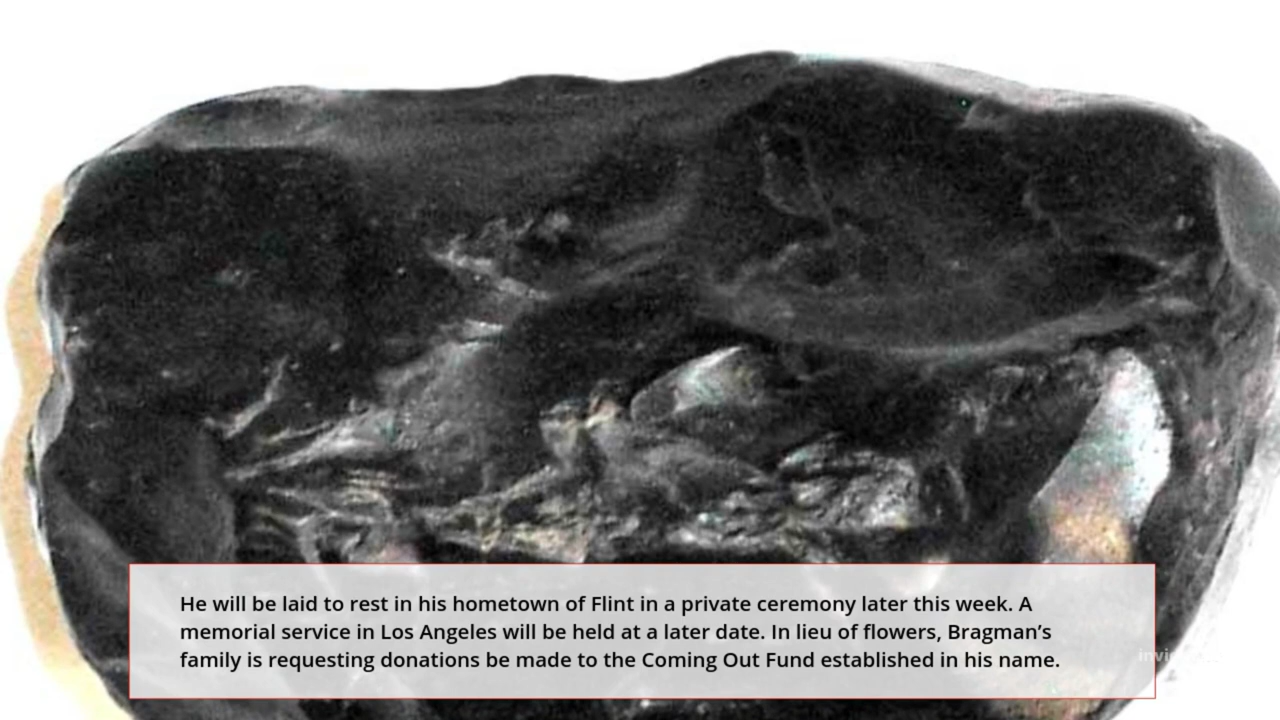 He will be laid to rest in his hometown of Flint in a private ceremony later this week. A
memorial service in Los Angeles will be held at a later date. In lieu of flowers, Bragman’s
family is requesting donations be made to the Coming Out Fund established in his name.